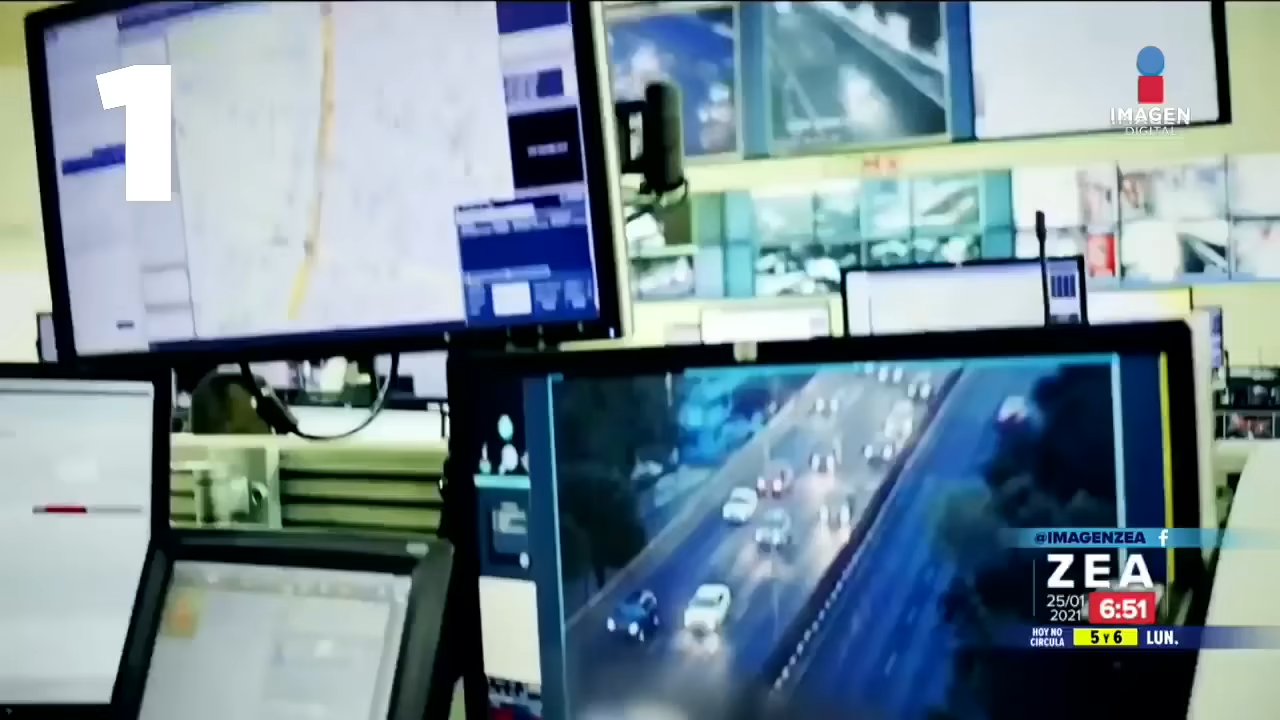 1
IMAGEN
DIGITAL
@IMAGENZEA
ZEA
25/01
2021
6:51
HOY NO
CIRCULA
5 Y 6
LUN.